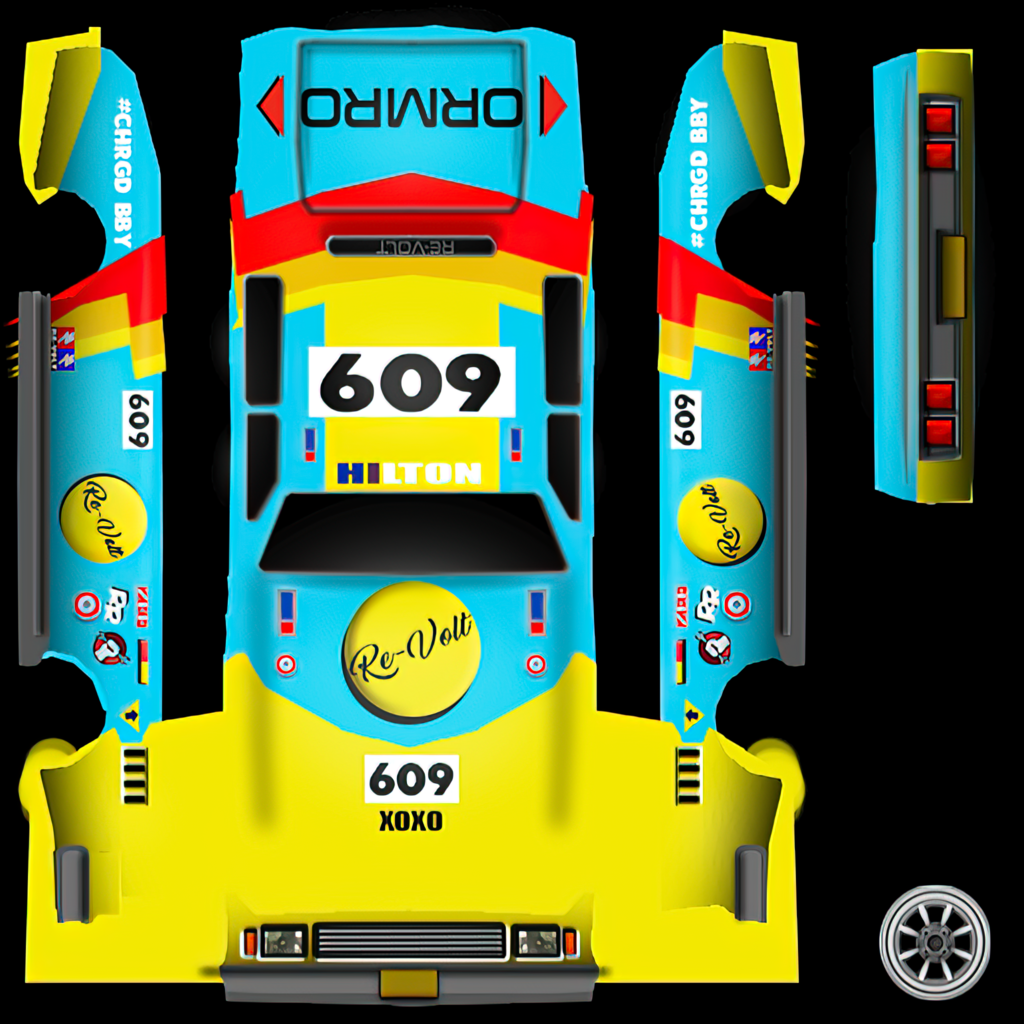 ORMRO
RE-VOLT
#CHRGD BBY
#CHRGD BBY
609
609
609
HILTON
Re-Volt
Re-Volt
Re-Volt
609
XOXO